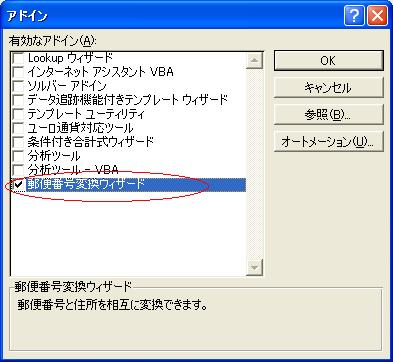 アドイン
有効なアドイン(A):
Lookup ウィザード
インターネット アシスタント VBA
ソルバー アドイン
データ追跡機能付きテンプレート ウィザード
テンプレート ユーティリティ
ユーロ通貨対応ツール
条件付き合計式ウィザード
分析ツール
分析ツール - VBA
郵便番号変換ウィザード
OK
キャンセル
参照(B)...
オートメーション(U)...
郵便番号変換ウィザード
郵便番号と住所を相互に変換できます。